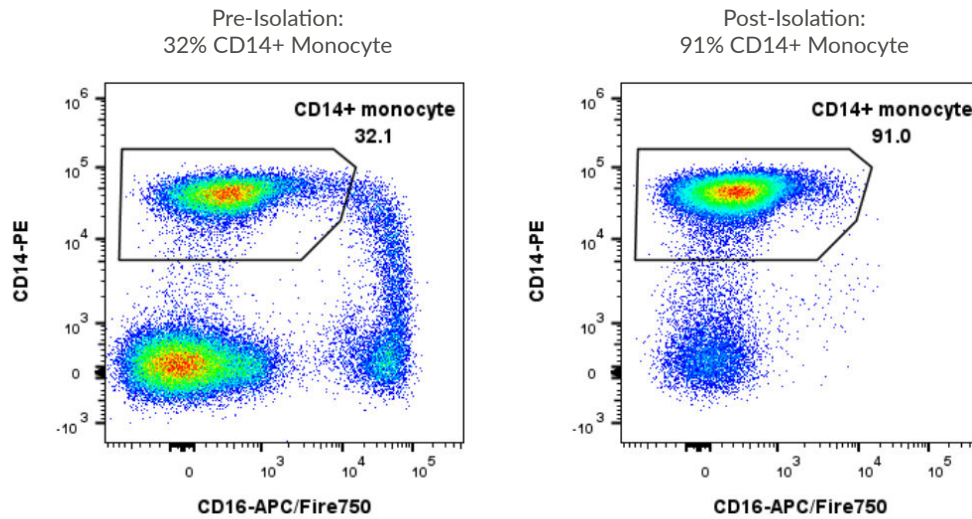 Pre-Isolation:
32% CD14+ Monocyte
Post-Isolation:
91% CD14+ Monocyte
CD14+ monocyte
32.1
10^6
10^5
10^4
10^3
0
-10^3
CD14-PE
0
10^3
10^4
10^5
CD16-APC/Fire750
CD14+ monocyte
91.0
10^6
10^5
10^4
10^3
0
-10^3
CD14-PE
0
10^3
10^4
10^5
CD16-APC/Fire750